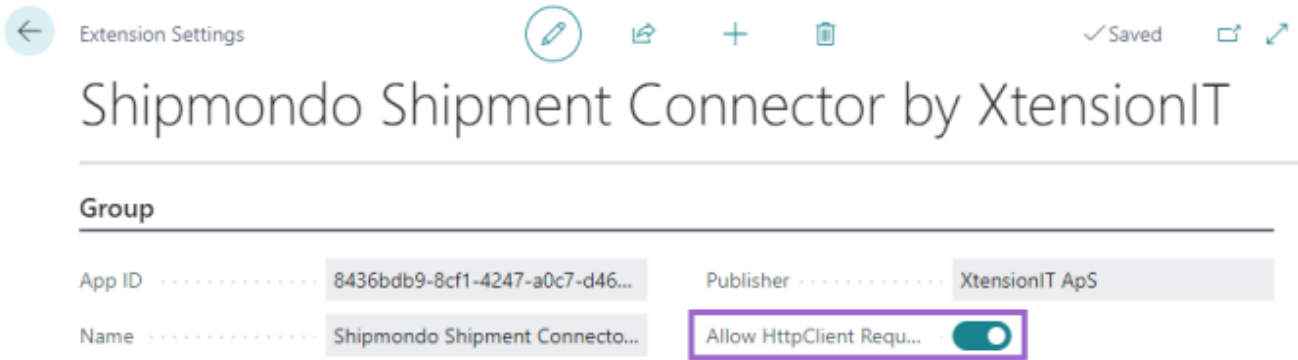 Extension Settings
Saved
Shipmondo Shipment Connector by XtensionIT
Group
App ID 8436bdb9-8cf1-4247-a0c7-d46... Publisher XtensionIT ApS
Name Shipmondo Shipment Connecto... Allow HttpClient Requ...